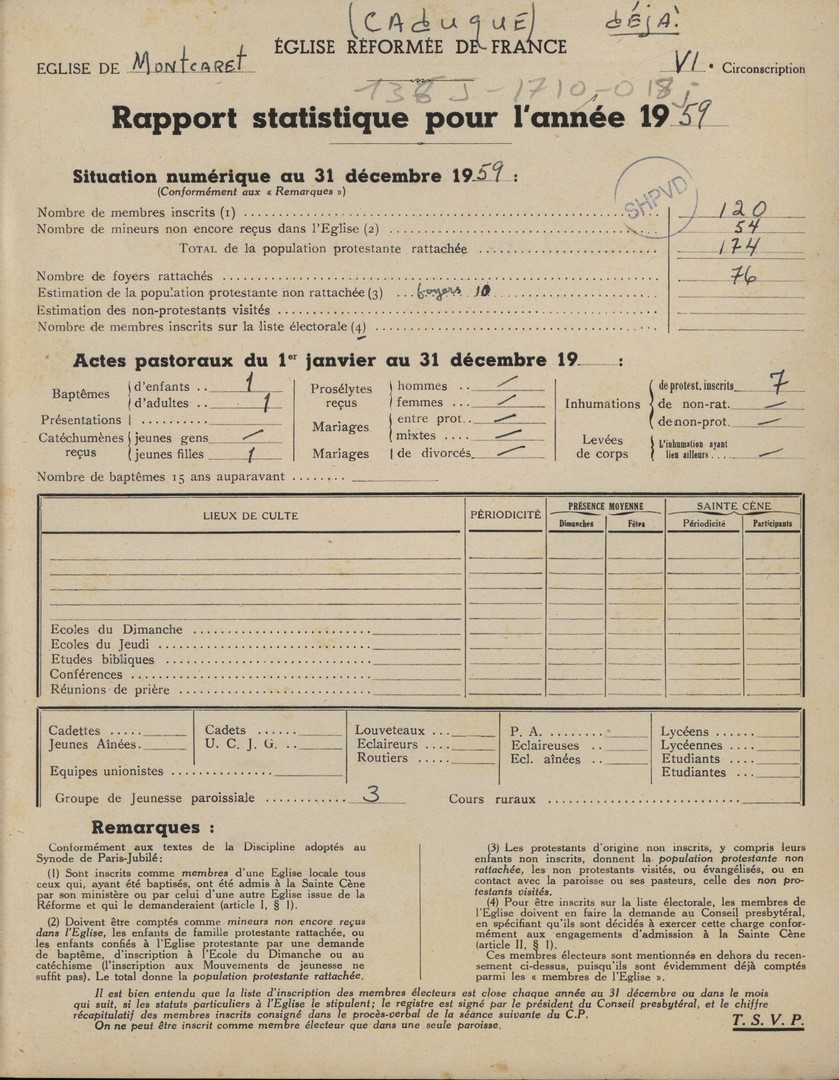 (CADUQUE) DÉJÀ.
ÉGLISE RÉFORMÉE DE FRANCE
EGLISE DE MONTCARET VI e Circonscription
138 J - 1710 - 018
Rapport statistique pour l'année 1959
Situation numérique au 31 décembre 1959 :
(Conformément aux « Remarques »)
SHPVD
Nombre de membres inscrits (1) 120
Nombre de mineurs non encore reçus dans l'Eglise (2) 54
TOTAL de la population protestante rattachée 174
Nombre de foyers rattachés 76
Estimation de la population protestante non rattachée (3) foyers 10
Estimation des non-protestants visités
Nombre de membres inscrits sur la liste électorale (4)
Actes pastoraux du 1er janvier au 31 décembre 19 :
Baptêmes d'enfants .. 1
d'adultes .. 1
Présentations
Catéchumènes reçus jeunes gens —
jeunes filles 1
Prosélytes reçus hommes .. —
femmes .. —
Mariages entre prot.. —
mixtes .... —
Mariages de divorcés —
Inhumations de protest. inscrits 7
de non-rat. —
de non-prot. —
Levées de corps L'inhumation ayant lieu ailleurs .... —
Nombre de baptêmes 15 ans auparavant
LIEUX DE CULTE PÉRIODICITÉ PRÉSENCE MOYENNE SAINTE CÈNE
Dimanches Fêtes Périodicité Participants
Ecoles du Dimanche
Ecoles du Jeudi
Etudes bibliques
Conférences
Réunions de prière
Cadettes ..... Cadets ...... Louveteaux ... P. A. ........ Lycéens ......
Jeunes Aînées. U. C. J. G. .. Eclaireurs .... Eclaireuses .. Lycéennes ....
Routiers ..... Ecl. aînées .. Etudiants ....
Equipes unionistes Etudiantes ...
Groupe de Jeunesse paroissiale 3 Cours ruraux
Remarques :
Conformément aux textes de la Discipline adoptés au
Synode de Paris-Jubilé :
(1) Sont inscrits comme membres d'une Eglise locale tous
ceux qui, ayant été baptisés, ont été admis à la Sainte Cène
par son ministère ou par celui d'une autre Eglise issue de la
Réforme et qui le demanderaient (article I, § 1).
(2) Doivent être comptés comme mineurs non encore reçus
dans l'Eglise, les enfants de famille protestante rattachée, ou
les enfants confiés à l'Eglise protestante par une demande
de baptême, d'inscription à l'Ecole du Dimanche ou au
catéchisme (l'inscription aux Mouvements de jeunesse ne
suffit pas). Le total donne la population protestante rattachée.
(3) Les protestants d'origine non inscrits, y compris leurs
enfants non inscrits, donnent la population protestante non
rattachée, les non protestants visités, ou évangélisés, ou en
contact avec la paroisse ou ses pasteurs, celle des non pro-
testants visités.
(4) Pour être inscrits sur la liste électorale, les membres de
l'Eglise doivent en faire la demande au Conseil presbytéral,
en spécifiant qu'ils sont décidés à exercer cette charge confor-
mément aux engagements d'admission à la Sainte Cène
(article II, § 1).
Ces membres électeurs sont mentionnés en dehors du recen-
sement ci-dessus, puisqu'ils sont évidemment déjà comptés
parmi les « membres de l'Eglise ».
Il est bien entendu que la liste d'inscription des membres électeurs est close chaque année au 31 décembre ou dans le mois
qui suit, si les statuts particuliers à l'Eglise le stipulent; le registre est signé par le président du Conseil presbytéral, et le chiffre
récapitulatif des membres inscrits consigné dans le procès-verbal de la séance suivante du C.P.
On ne peut être inscrit comme membre électeur que dans une seule paroisse.
T. S. V. P.